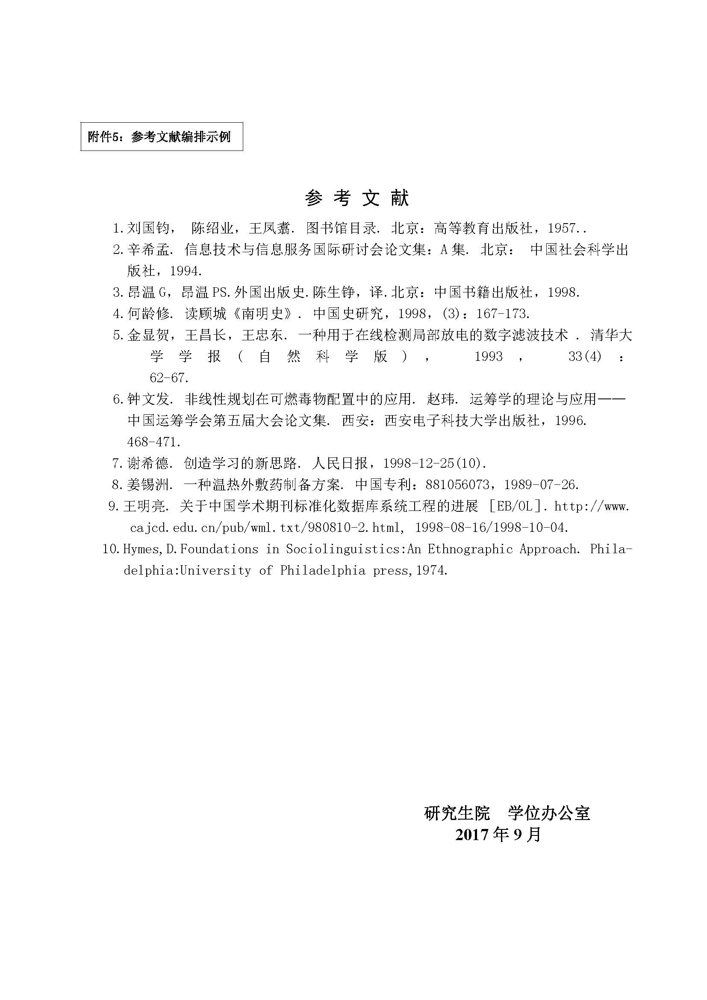 附件5：参考文献编排示例
参 考 文 献
1.刘国钧， 陈绍业，王凤翥. 图书馆目录. 北京：高等教育出版社，1957..
2.辛希孟. 信息技术与信息服务国际研讨会论文集：A 集. 北京： 中国社会科学出
版社，1994.
3.昂温 G，昂温 PS.外国出版史.陈生铮，译.北京：中国书籍出版社，1998.
4.何龄修. 读顾城《南明史》. 中国史研究，1998，(3)：167-173.
5.金显贺，王昌长，王忠东. 一种用于在线检测局部放电的数字滤波技术 . 清华大
学 学 报 ( 自 然 科 学 版 ) ， 1993 ， 33(4) ：
62-67.
6.钟文发. 非线性规划在可燃毒物配置中的应用. 赵玮. 运筹学的理论与应用——
中国运筹学会第五届大会论文集. 西安：西安电子科技大学出版社，1996.
468-471.
7.谢希德. 创造学习的新思路. 人民日报，1998-12-25(10).
8.姜锡洲. 一种温热外敷药制备方案. 中国专利：881056073，1989-07-26.
9.王明亮. 关于中国学术期刊标准化数据库系统工程的进展 ［EB/OL］. http://www.
cajcd.edu.cn/pub/wml.txt/980810-2.html, 1998-08-16/1998-10-04.
10.Hymes,D.Foundations in Sociolinguistics:An Ethnographic Approach. Phila-
delphia:University of Philadelphia press,1974.
研究生院 学位办公室
2017 年 9 月